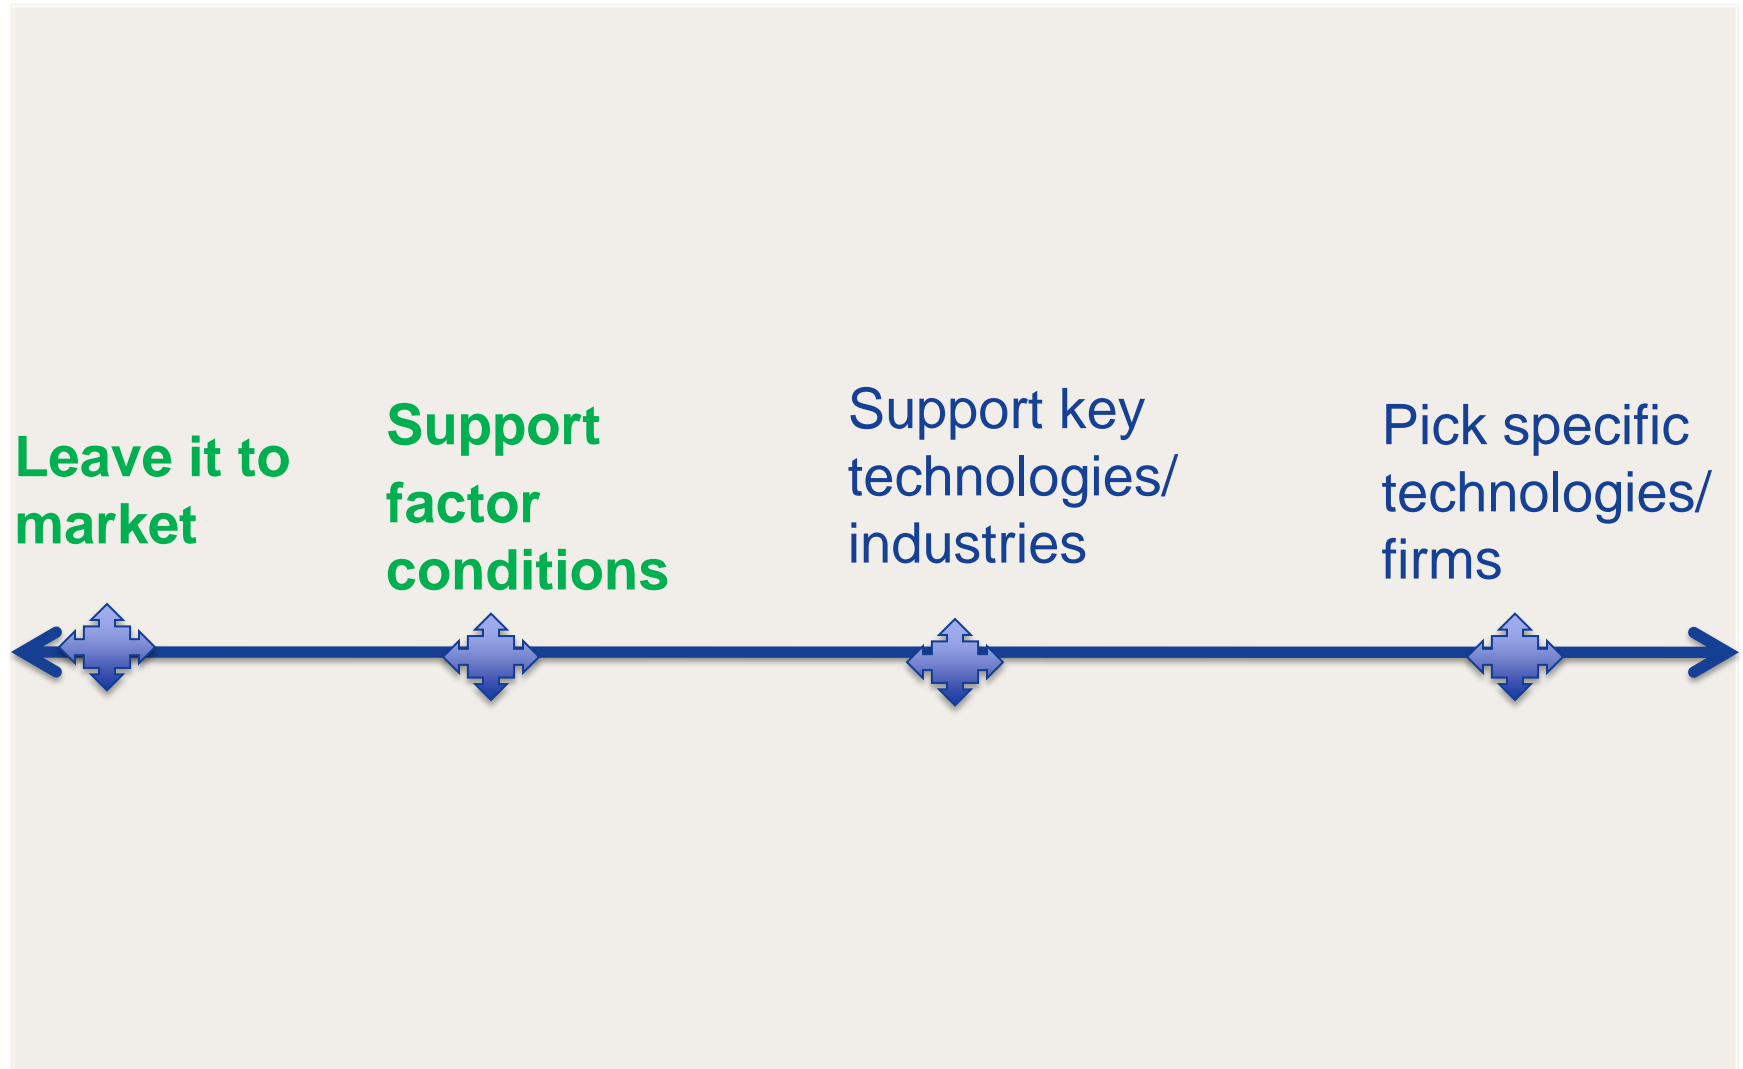 Leave it to
market
Support
factor
conditions
Support key
technologies/
industries
Pick specific
technologies/
firms